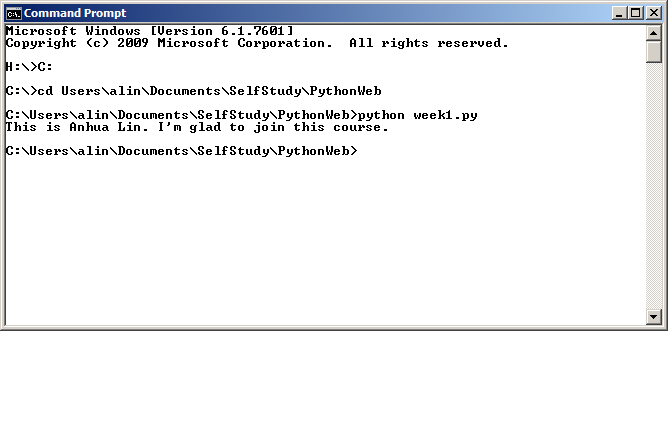 Command Prompt
Microsoft Windows [Version 6.1.7601]
Copyright (c) 2009 Microsoft Corporation.  All rights reserved.
H:\>C:
C:\>cd Users\alin\Documents\SelfStudy\PythonWeb
C:\Users\alin\Documents\SelfStudy\PythonWeb>python week1.py
This is Anhua Lin. I'm glad to join this course.
C:\Users\alin\Documents\SelfStudy\PythonWeb>